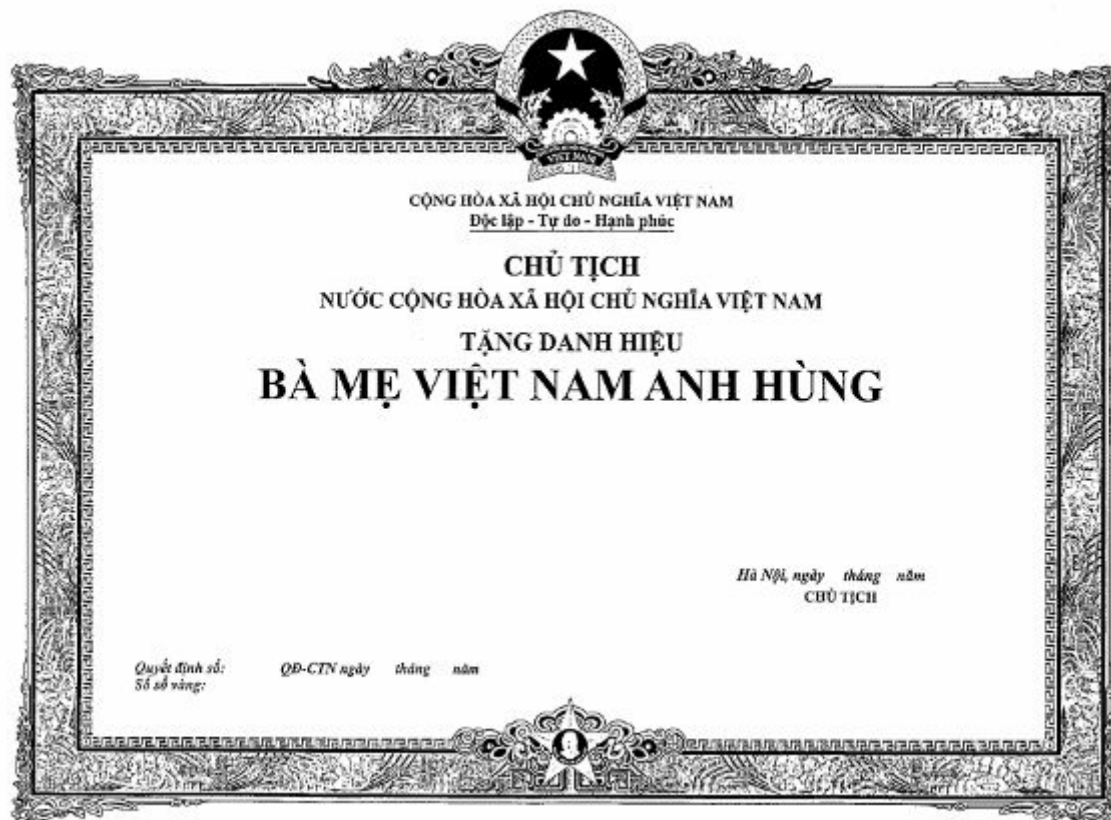 VIỆT NAM
CỘNG HÒA XÃ HỘI CHỦ NGHĨA VIỆT NAM
Độc lập - Tự do - Hạnh phúc
CHỦ TỊCH
NƯỚC CỘNG HÒA XÃ HỘI CHỦ NGHĨA VIỆT NAM
TẶNG DANH HIỆU
BÀ MẸ VIỆT NAM ANH HÙNG
Hà Nội, ngày tháng năm
CHỦ TỊCH
Quyết định số: QĐ-CTN ngày tháng năm
Số sổ vàng: